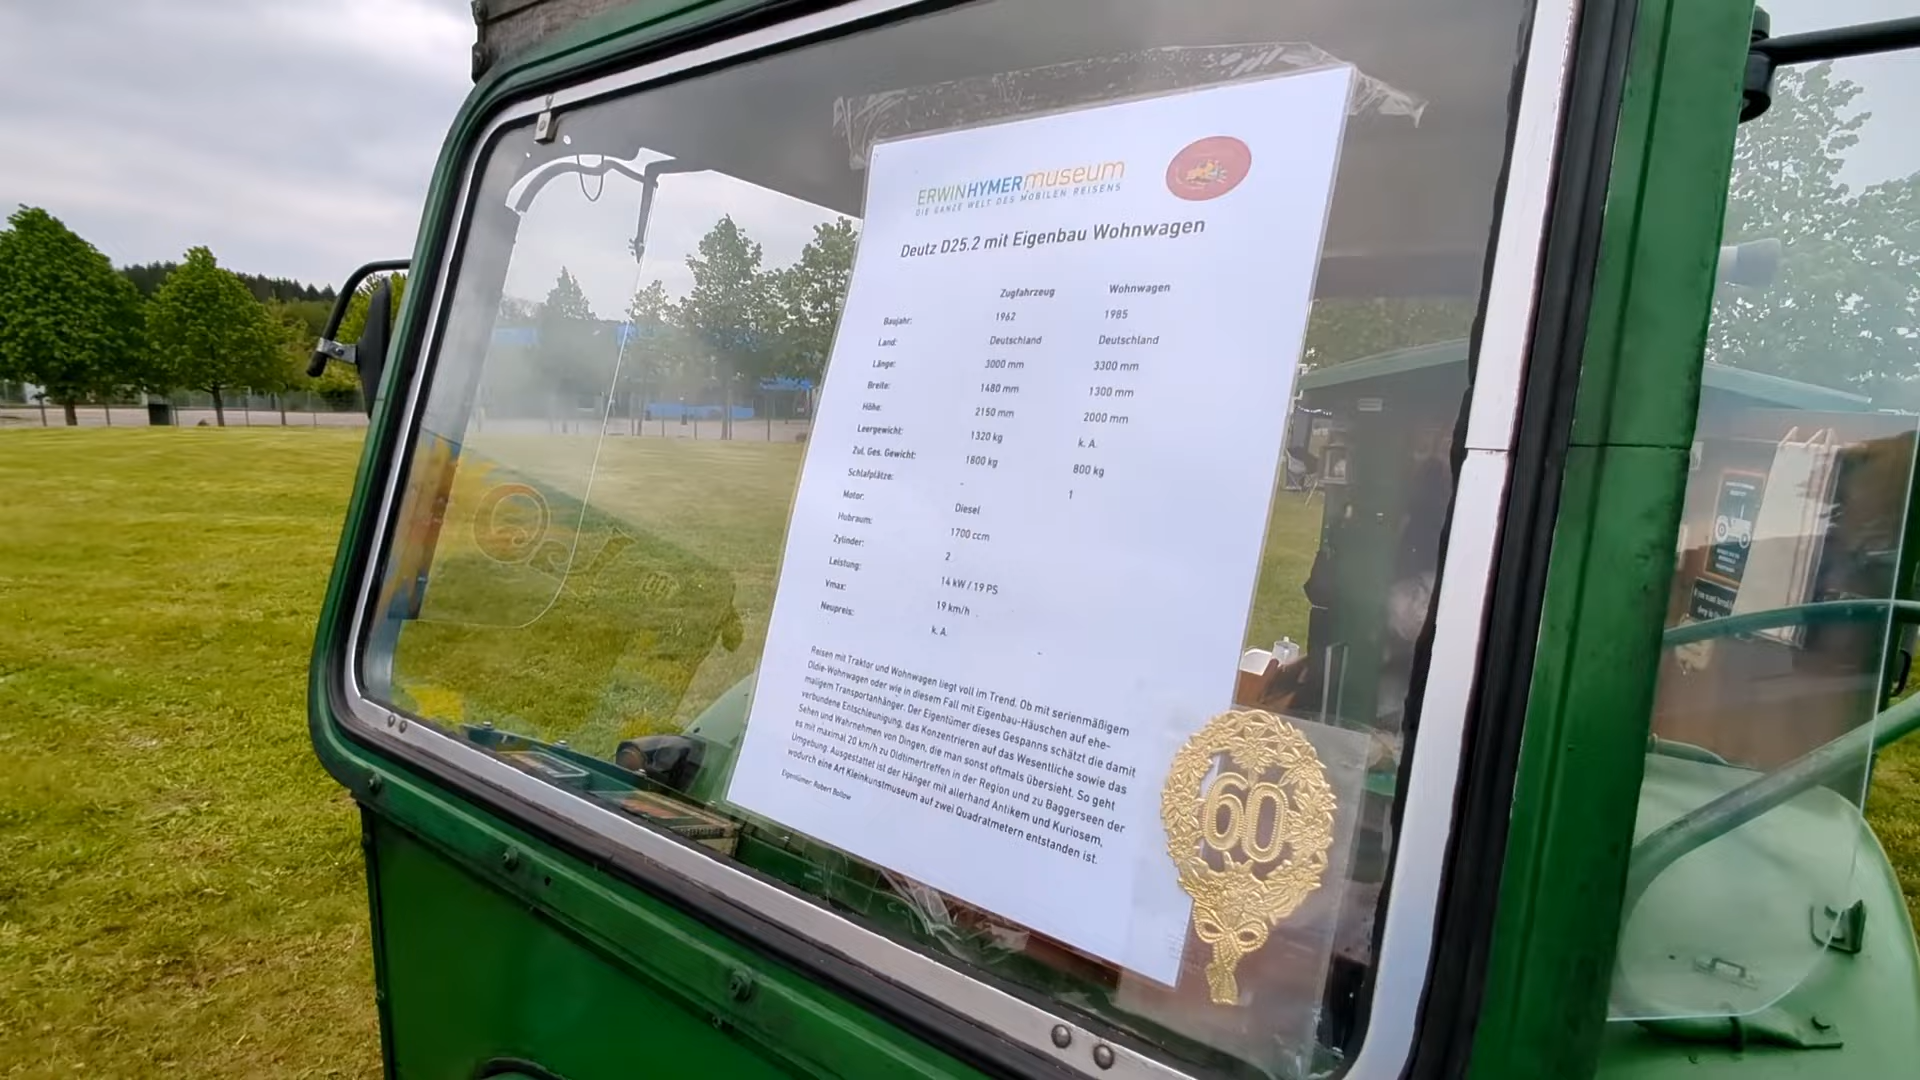 ERWINHYMERmuseum
DIE GANZE WELT DES MOBILEN REISENS
Deutz D25.2 mit Eigenbau Wohnwagen
Zugfahrzeug Wohnwagen
Baujahr: 1962 1985
Land: Deutschland Deutschland
Länge: 3000 mm 3300 mm
Breite: 1480 mm 1300 mm
Höhe: 2150 mm 2000 mm
Leergewicht: 1320 kg k. A.
Zul. Ges. Gewicht: 1800 kg 800 kg
Schlafplätze: - 1
Motor: Diesel
Hubraum: 1700 ccm
Zylinder: 2
Leistung: 14 kW / 19 PS
Vmax: 19 km/h
Neupreis: k. A.
Reisen mit Traktor und Wohnwagen liegt voll im Trend. Ob mit serienmäßigem
Oldie-Wohnwagen oder wie in diesem Fall mit Eigenbau-Häuschen auf ehe-
maligem Transportanhänger. Der Eigentümer dieses Gespanns schätzt die damit
verbundene Entschleunigung, das Konzentrieren auf das Wesentliche sowie das
Sehen und Wahrnehmen von Dingen, die man sonst oftmals übersieht. So geht
es mit maximal 20 km/h zu Oldtimertreffen in der Region und zu Baggerseen der
Umgebung. Ausgestattet ist der Hänger mit allerhand Antikem und Kuriosem,
wodurch eine Art Kleinkunstmuseum auf zwei Quadratmetern entstanden ist.
Eigentümer: Robert Bollow
60